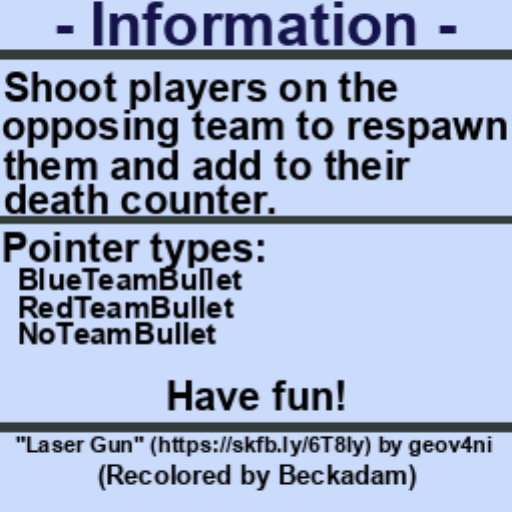 - Information -
Shoot players on the
opposing team to respawn
them and add to their
death counter.
Pointer types:
BlueTeamBullet
RedTeamBullet
NoTeamBullet
Have fun!
"Laser Gun" (https://skfb.ly/6T8ly) by geov4ni
(Recolored by Beckadam)